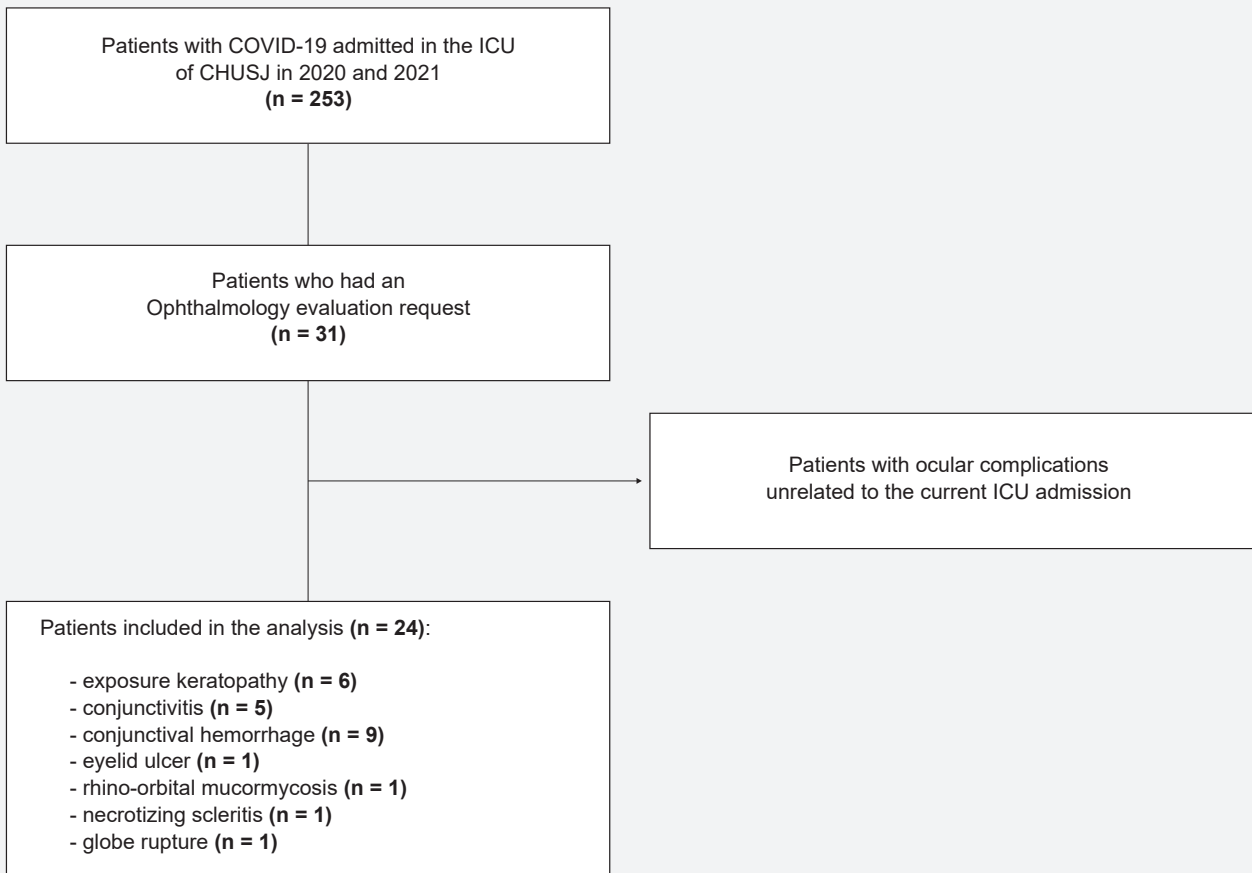 Patients with COVID-19 admitted in the ICU
of CHUSJ in 2020 and 2021
(n = 253)
Patients who had an
Ophthalmology evaluation request
(n = 31)
Patients with ocular complications
unrelated to the current ICU admission
Patients included in the analysis (n = 24):
- exposure keratopathy (n = 6)
- conjunctivitis (n = 5)
- conjunctival hemorrhage (n = 9)
- eyelid ulcer (n = 1)
- rhino-orbital mucormycosis (n = 1)
- necrotizing scleritis (n = 1)
- globe rupture (n = 1)